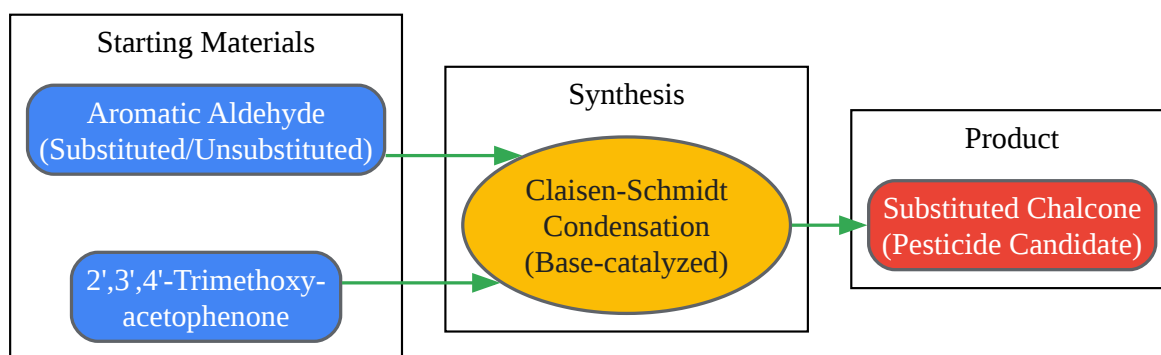 Starting Materials
Aromatic Aldehyde
(Substituted/Unsubstituted)
2',3',4'-Trimethoxy-
acetophenone
Synthesis
Claisen-Schmidt
Condensation
(Base-catalyzed)
Product
Substituted Chalcone
(Pesticide Candidate)